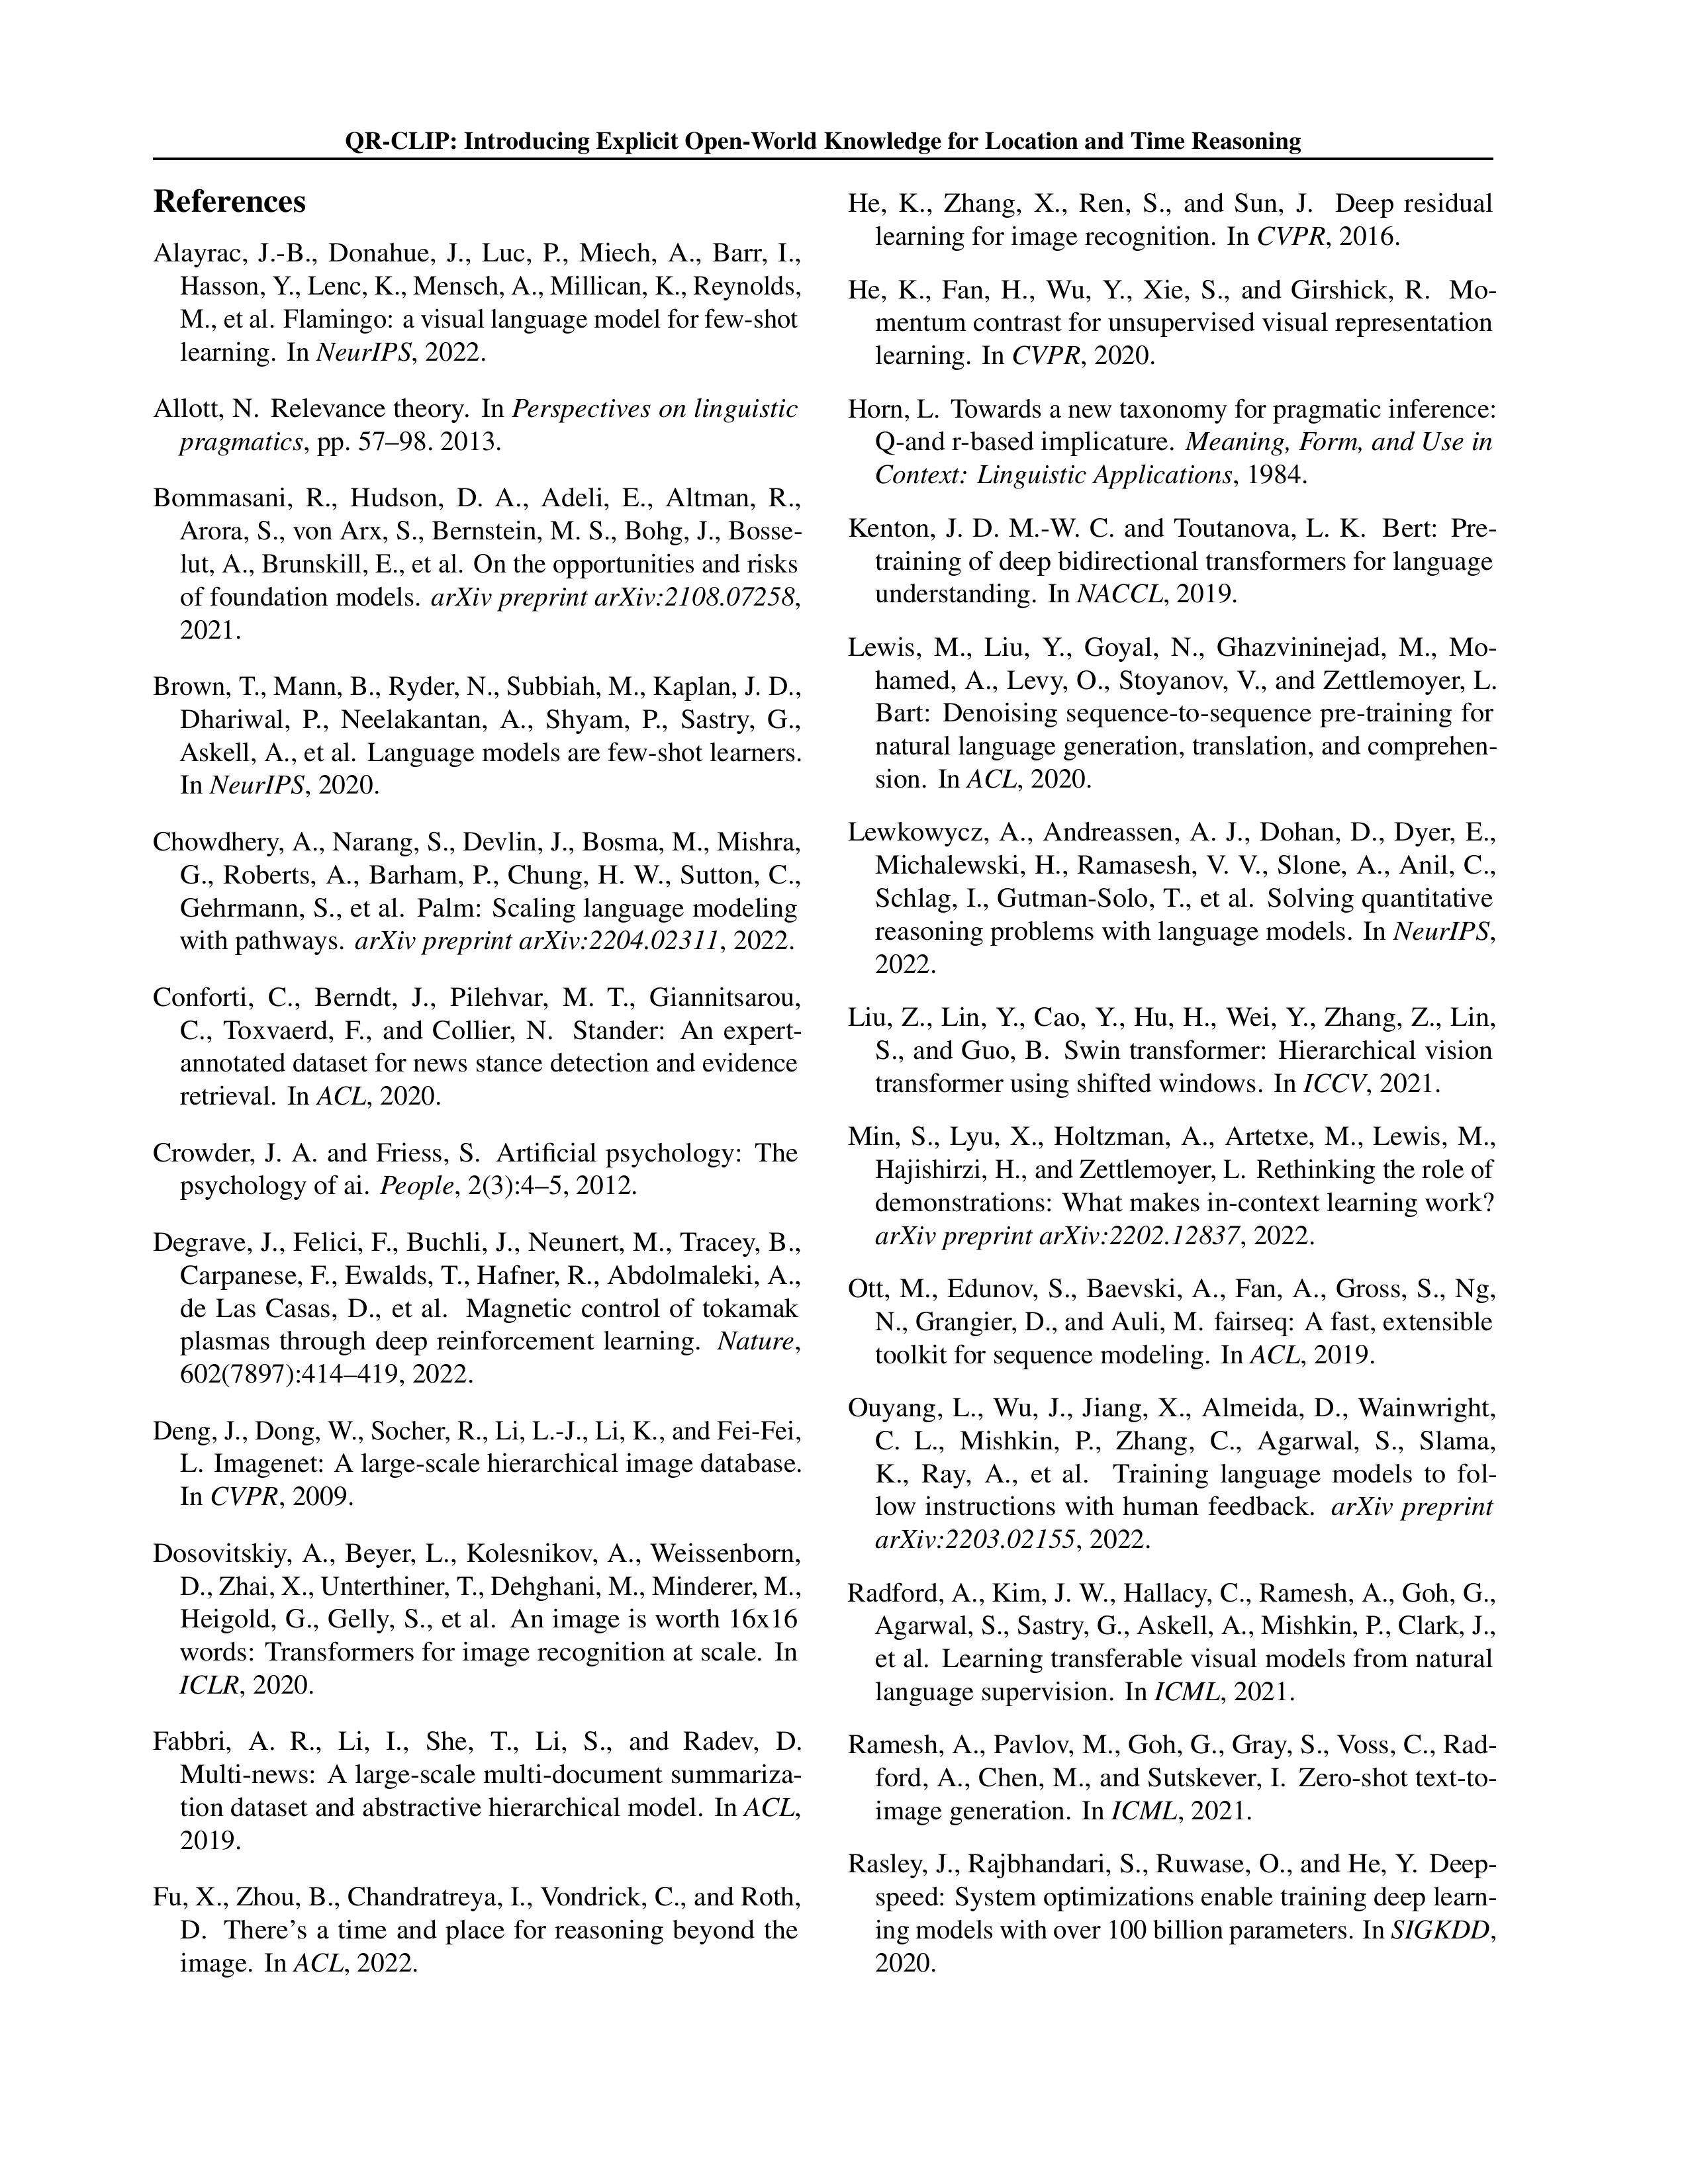 QR-CLIP: Introducing Explicit Open-World Knowledge for Location and Time Reasoning
References
Alayrac, J.-B., Donahue, J., Luc, P., Miech, A., Barr, I.,
Hasson, Y., Lenc, K., Mensch, A., Millican, K., Reynolds,
M., et al. Flamingo: a visual language model for few-shot
learning. In NeurIPS, 2022.
Allott, N. Relevance theory. In Perspectives on linguistic
pragmatics, pp. 57–98. 2013.
Bommasani, R., Hudson, D. A., Adeli, E., Altman, R.,
Arora, S., von Arx, S., Bernstein, M. S., Bohg, J., Bosse-
lut, A., Brunskill, E., et al. On the opportunities and risks
of foundation models. arXiv preprint arXiv:2108.07258,
2021.
Brown, T., Mann, B., Ryder, N., Subbiah, M., Kaplan, J. D.,
Dhariwal, P., Neelakantan, A., Shyam, P., Sastry, G.,
Askell, A., et al. Language models are few-shot learners.
In NeurIPS, 2020.
Chowdhery, A., Narang, S., Devlin, J., Bosma, M., Mishra,
G., Roberts, A., Barham, P., Chung, H. W., Sutton, C.,
Gehrmann, S., et al. Palm: Scaling language modeling
with pathways. arXiv preprint arXiv:2204.02311, 2022.
Conforti, C., Berndt, J., Pilehvar, M. T., Giannitsarou,
C., Toxvaerd, F., and Collier, N. Stander: An expert-
annotated dataset for news stance detection and evidence
retrieval. In ACL, 2020.
Crowder, J. A. and Friess, S. Artificial psychology: The
psychology of ai. People, 2(3):4–5, 2012.
Degrave, J., Felici, F., Buchli, J., Neunert, M., Tracey, B.,
Carpanese, F., Ewalds, T., Hafner, R., Abdolmaleki, A.,
de Las Casas, D., et al. Magnetic control of tokamak
plasmas through deep reinforcement learning. Nature,
602(7897):414–419, 2022.
Deng, J., Dong, W., Socher, R., Li, L.-J., Li, K., and Fei-Fei,
L. Imagenet: A large-scale hierarchical image database.
In CVPR, 2009.
Dosovitskiy, A., Beyer, L., Kolesnikov, A., Weissenborn,
D., Zhai, X., Unterthiner, T., Dehghani, M., Minderer, M.,
Heigold, G., Gelly, S., et al. An image is worth 16x16
words: Transformers for image recognition at scale. In
ICLR, 2020.
Fabbri, A. R., Li, I., She, T., Li, S., and Radev, D.
Multi-news: A large-scale multi-document summariza-
tion dataset and abstractive hierarchical model. In ACL,
2019.
Fu, X., Zhou, B., Chandratreya, I., Vondrick, C., and Roth,
D. There's a time and place for reasoning beyond the
image. In ACL, 2022.
He, K., Zhang, X., Ren, S., and Sun, J. Deep residual
learning for image recognition. In CVPR, 2016.
He, K., Fan, H., Wu, Y., Xie, S., and Girshick, R. Mo-
mentum contrast for unsupervised visual representation
learning. In CVPR, 2020.
Horn, L. Towards a new taxonomy for pragmatic inference:
Q-and r-based implicature. Meaning, Form, and Use in
Context: Linguistic Applications, 1984.
Kenton, J. D. M.-W. C. and Toutanova, L. K. Bert: Pre-
training of deep bidirectional transformers for language
understanding. In NACCL, 2019.
Lewis, M., Liu, Y., Goyal, N., Ghazvininejad, M., Mo-
hamed, A., Levy, O., Stoyanov, V., and Zettlemoyer, L.
Bart: Denoising sequence-to-sequence pre-training for
natural language generation, translation, and comprehen-
sion. In ACL, 2020.
Lewkowycz, A., Andreassen, A. J., Dohan, D., Dyer, E.,
Michalewski, H., Ramasesh, V. V., Slone, A., Anil, C.,
Schlag, I., Gutman-Solo, T., et al. Solving quantitative
reasoning problems with language models. In NeurIPS,
2022.
Liu, Z., Lin, Y., Cao, Y., Hu, H., Wei, Y., Zhang, Z., Lin,
S., and Guo, B. Swin transformer: Hierarchical vision
transformer using shifted windows. In ICCV, 2021.
Min, S., Lyu, X., Holtzman, A., Artetxe, M., Lewis, M.,
Hajishirzi, H., and Zettlemoyer, L. Rethinking the role of
demonstrations: What makes in-context learning work?
arXiv preprint arXiv:2202.12837, 2022.
Ott, M., Edunov, S., Baevski, A., Fan, A., Gross, S., Ng,
N., Grangier, D., and Auli, M. fairseq: A fast, extensible
toolkit for sequence modeling. In ACL, 2019.
Ouyang, L., Wu, J., Jiang, X., Almeida, D., Wainwright,
C. L., Mishkin, P., Zhang, C., Agarwal, S., Slama,
K., Ray, A., et al. Training language models to fol-
low instructions with human feedback. arXiv preprint
arXiv:2203.02155, 2022.
Radford, A., Kim, J. W., Hallacy, C., Ramesh, A., Goh, G.,
Agarwal, S., Sastry, G., Askell, A., Mishkin, P., Clark, J.,
et al. Learning transferable visual models from natural
language supervision. In ICML, 2021.
Ramesh, A., Pavlov, M., Goh, G., Gray, S., Voss, C., Rad-
ford, A., Chen, M., and Sutskever, I. Zero-shot text-to-
image generation. In ICML, 2021.
Rasley, J., Rajbhandari, S., Ruwase, O., and He, Y. Deep-
speed: System optimizations enable training deep learn-
ing models with over 100 billion parameters. In SIGKDD,
2020.